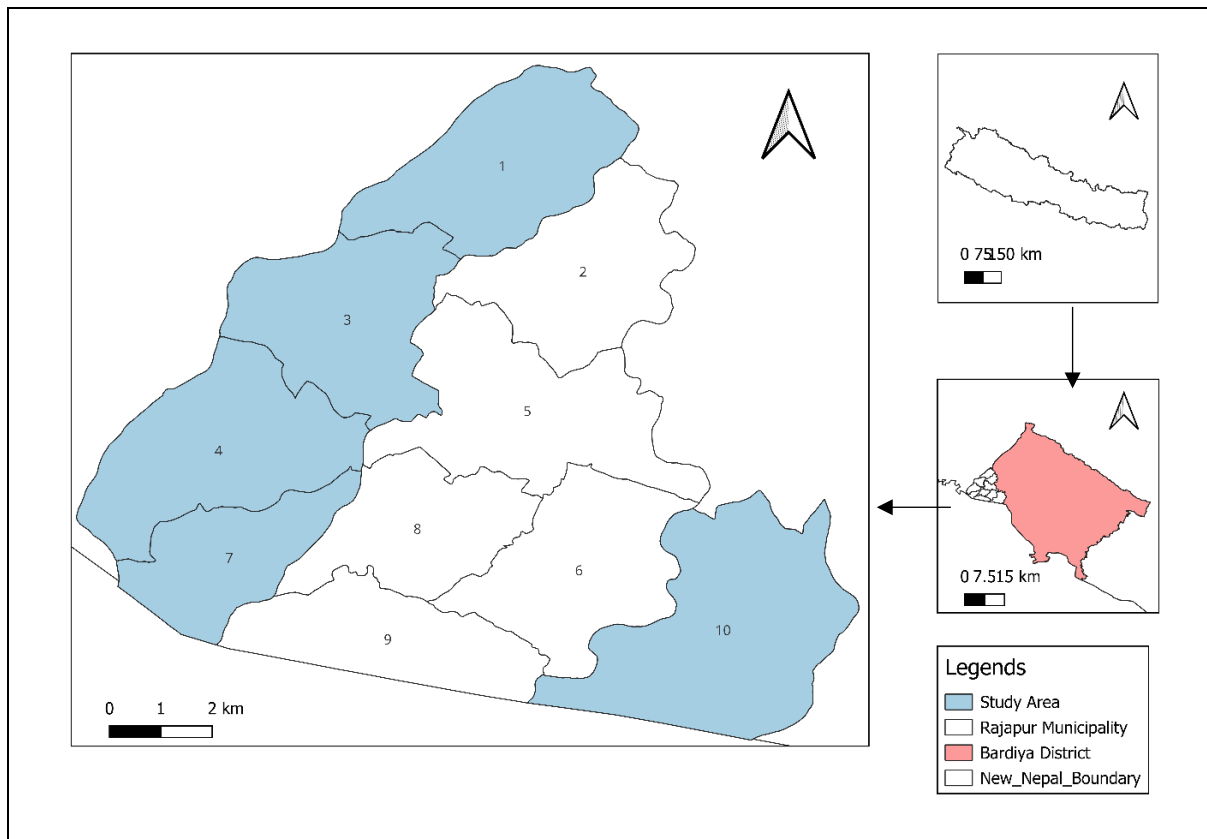 1
2
3
5
4
8
7
6
9
10
0 1 2 km
0 75150 km
0 7.515 km
Legends
Study Area
Rajapur Municipality
Bardiya District
New_Nepal_Boundary